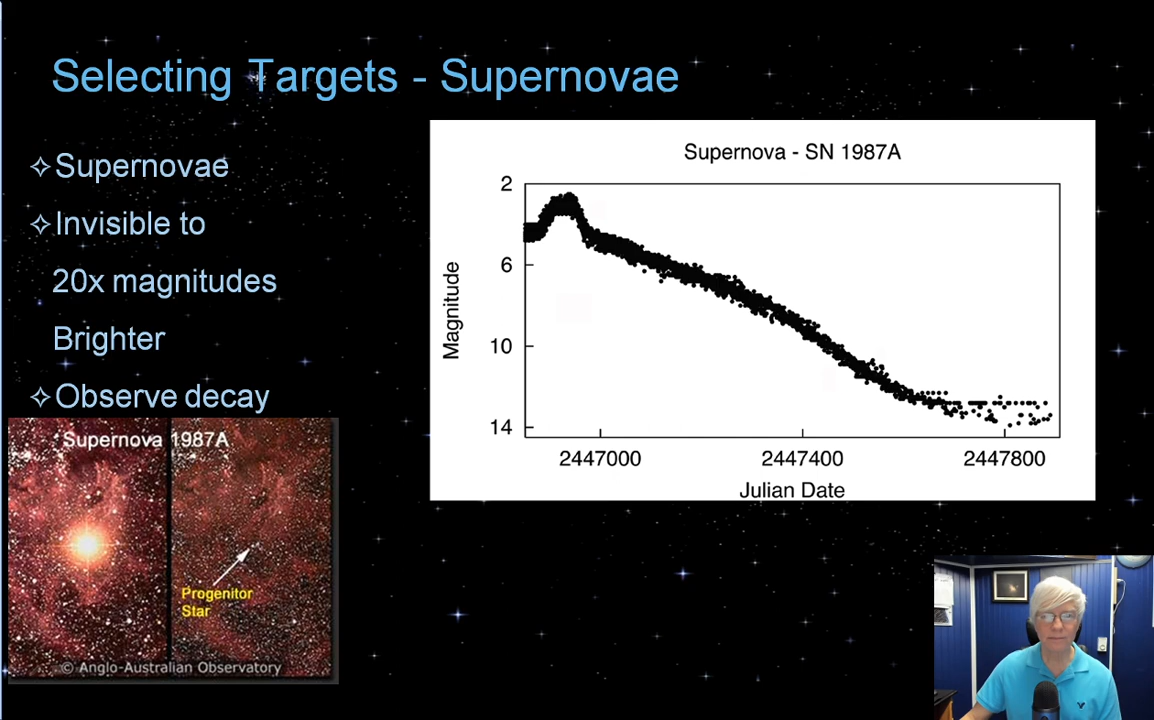 Selecting Targets - Supernovae
✧Supernovae
✧Invisible to
20x magnitudes
Brighter
✧Observe decay
Supernova - SN 1987A
2
6
10
14
Magnitude
2447000 2447400 2447800
Julian Date
Supernova 1987A
Progenitor
Star
© Anglo-Australian Observatory